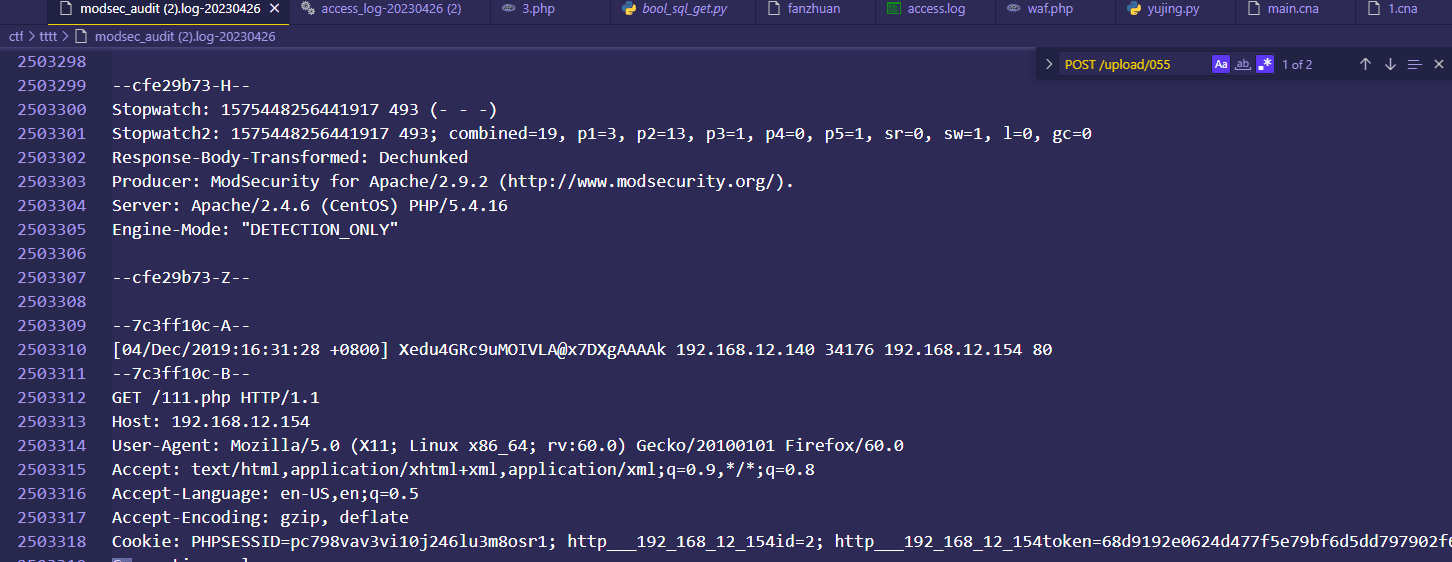 modsec_audit (2).log-20230426 × access_log-20230426 (2) 3.php bool_sql_get.py fanzhuan access.log waf.php yujing.py main.cna 1.cna
ctf > tttt > modsec_audit (2).log-20230426
POST /upload/055 Aa ab 1 of 2
2503298
2503299 --cfe29b73-H--
2503300 Stopwatch: 1575448256441917 493 (- - -)
2503301 Stopwatch2: 1575448256441917 493; combined=19, p1=3, p2=13, p3=1, p4=0, p5=1, sr=0, sw=1, l=0, gc=0
2503302 Response-Body-Transformed: Dechunked
2503303 Producer: ModSecurity for Apache/2.9.2 (http://www.modsecurity.org/).
2503304 Server: Apache/2.4.6 (CentOS) PHP/5.4.16
2503305 Engine-Mode: "DETECTION_ONLY"
2503306
2503307 --cfe29b73-Z--
2503308
2503309 --7c3ff10c-A--
2503310 [04/Dec/2019:16:31:28 +0800] Xedu4GRc9uMOIVLA@x7DXgAAAAk 192.168.12.140 34176 192.168.12.154 80
2503311 --7c3ff10c-B--
2503312 GET /111.php HTTP/1.1
2503313 Host: 192.168.12.154
2503314 User-Agent: Mozilla/5.0 (X11; Linux x86_64; rv:60.0) Gecko/20100101 Firefox/60.0
2503315 Accept: text/html,application/xhtml+xml,application/xml;q=0.9,*/*;q=0.8
2503316 Accept-Language: en-US,en;q=0.5
2503317 Accept-Encoding: gzip, deflate
2503318 Cookie: PHPSESSID=pc798vav3vi10j246lu3m8osr1; http___192_168_12_154id=2; http___192_168_12_154token=68d9192e0624d477f5e79bf6d5dd797902f6